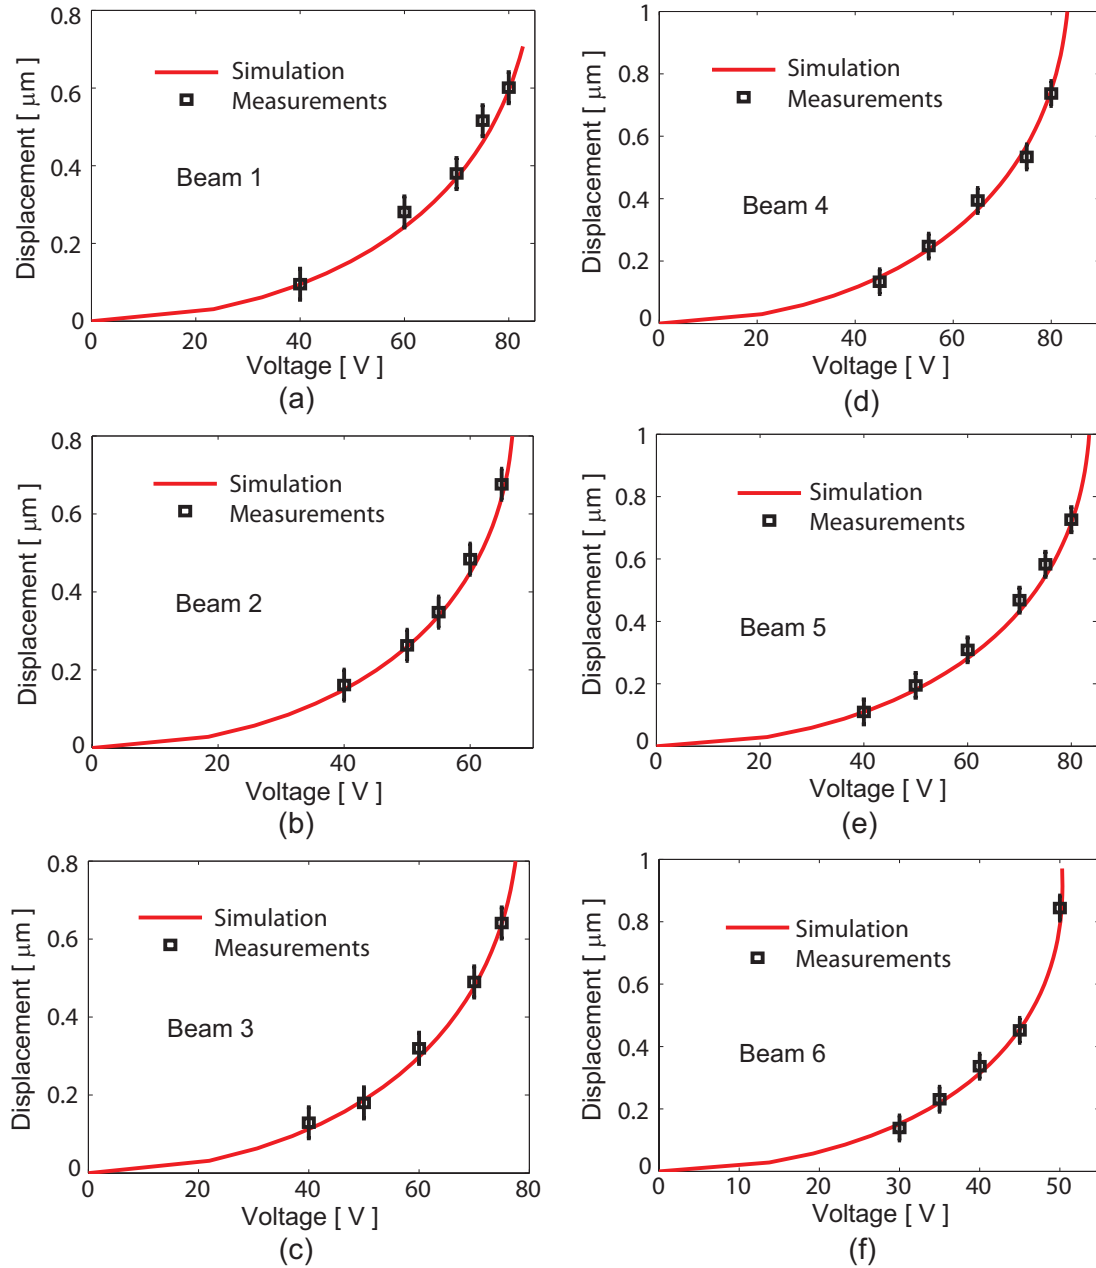 0.8
0.6
0.4
0.2
0
Displacement [ μm ]
Simulation
Measurements
Beam 1
0 20 40 60 80
Voltage [ V ]
(a)
1
0.8
0.6
0.4
0.2
0
Displacement [ μm ]
Simulation
Measurements
Beam 4
0 40 60 80
Voltage [ V ]
(d)
0.8
0.6
0.4
0.2
0
Displacement [ μm ]
Simulation
Measurements
Beam 2
0 20 40 60
Voltage [ V ]
(b)
1
0.8
0.6
0.4
0.2
0
Displacement [ μm ]
Simulation
Measurements
Beam 5
0 20 40 60 80
Voltage [ V ]
(e)
0.8
0.6
0.4
0.2
0
Displacement [ μm ]
Simulation
Measurements
Beam 3
0 20 40 60 80
Voltage [ V ]
(c)
1
0.8
0.6
0.4
0.2
0
Displacement [ μm ]
Simulation
Measurements
Beam 6
0 10 20 30 40 50
Voltage [ V ]
(f)